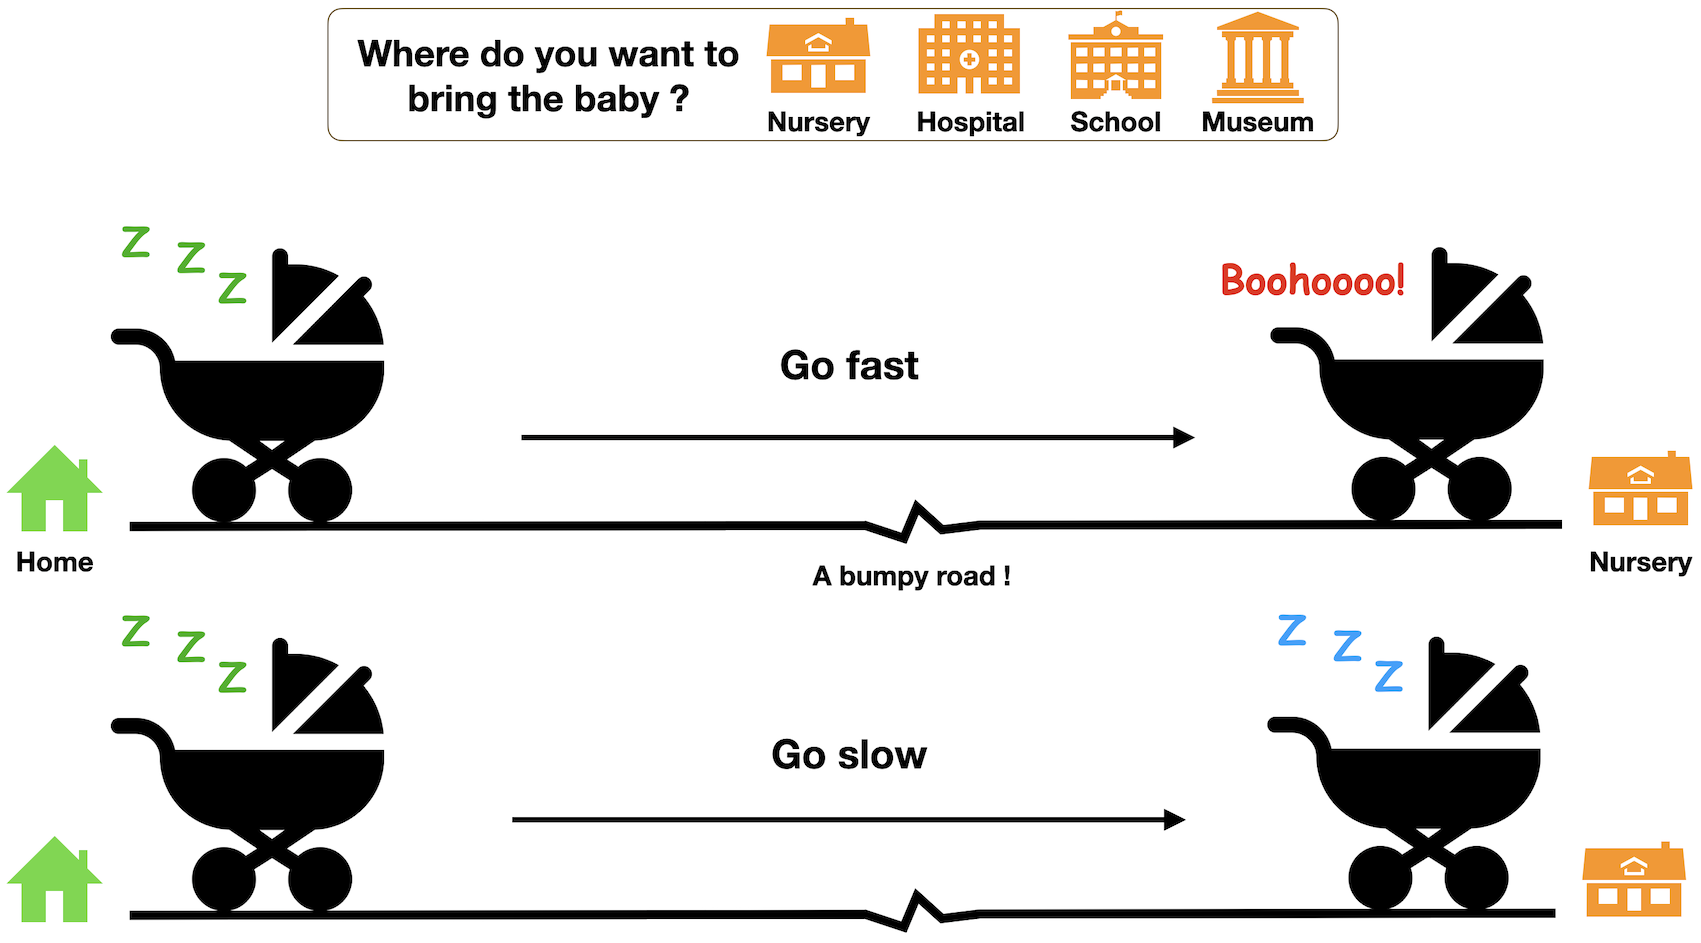 Where do you want to
bring the baby ?
Nursery
Hospital
School
Museum
Z Z Z
Boohoooo!
Go fast
Home
A bumpy road !
Nursery
Z Z Z
Z Z Z
Go slow